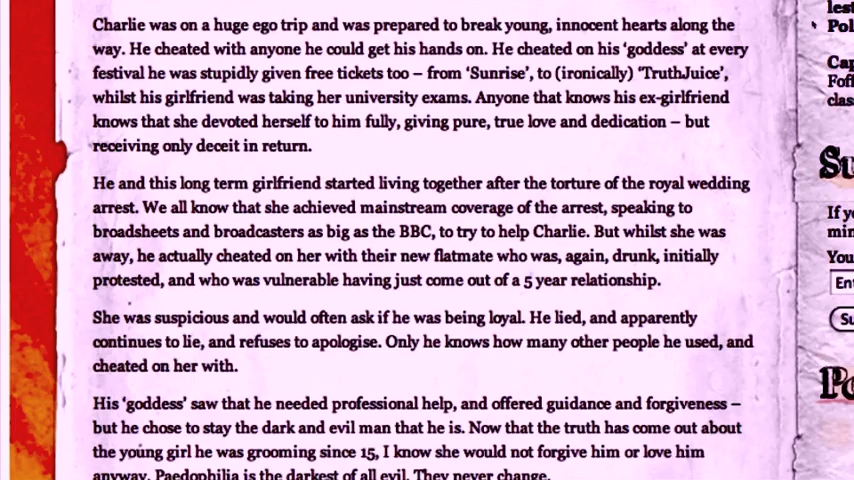 Charlie was on a huge ego trip and was prepared to break young, innocent hearts along the
way. He cheated with anyone he could get his hands on. He cheated on his 'goddess' at every
festival he was stupidly given free tickets too – from 'Sunrise', to (ironically) 'TruthJuice',
whilst his girlfriend was taking her university exams. Anyone that knows his ex-girlfriend
knows that she devoted herself to him fully, giving pure, true love and dedication – but
receiving only deceit in return.
He and this long term girlfriend started living together after the torture of the royal wedding
arrest. We all know that she achieved mainstream coverage of the arrest, speaking to
broadsheets and broadcasters as big as the BBC, to try to help Charlie. But whilst she was
away, he actually cheated on her with their new flatmate who was, again, drunk, initially
protested, and who was vulnerable having just come out of a 5 year relationship.
She was suspicious and would often ask if he was being loyal. He lied, and apparently
continues to lie, and refuses to apologise. Only he knows how many other people he used, and
cheated on her with.
His 'goddess' saw that he needed professional help, and offered guidance and forgiveness –
but he chose to stay the dark and evil man that he is. Now that the truth has come out about
the young girl he was grooming since 15, I know she would not forgive him or love him
anyway. Paedophilia is the darkest of all evil. They never change.
lest
Pol
Cap
Foff
clas
Su
If yo
min
You
Ent
Su
Po